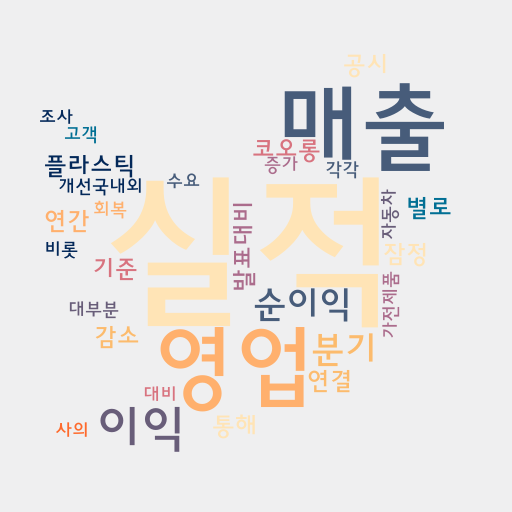 공시
매출
조사
고객
코오롱
플라스틱
증가
각각
개선국내외
수요
실적
연간
회복
발표대비
자동차
별로
비롯
기준
잠정
대부분
순이익
가전제품
감소
영업
분기
연결
대비
이익
통해
사의